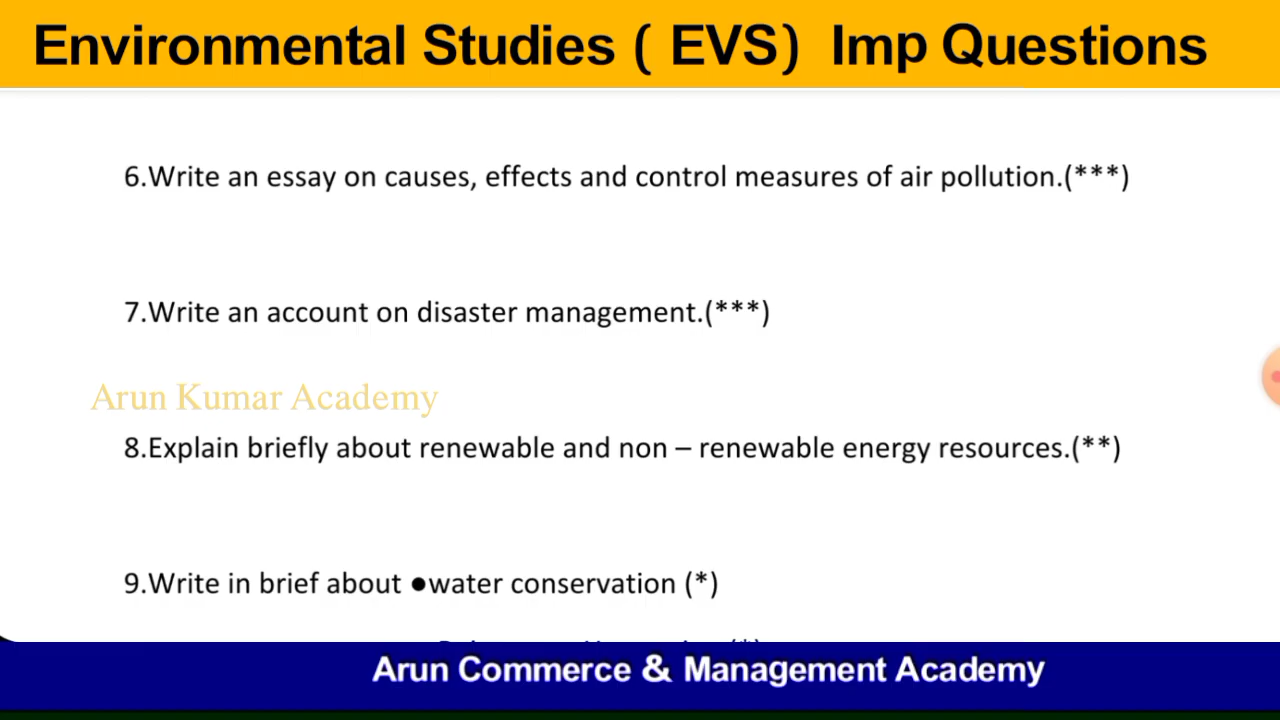 Environmental Studies ( EVS) Imp Questions
6.Write an essay on causes, effects and control measures of air pollution.(***)
7.Write an account on disaster management.(***)
Arun Kumar Academy
8.Explain briefly about renewable and non – renewable energy resources.(**)
9.Write in brief about ●water conservation (*)
Arun Commerce & Management Academy